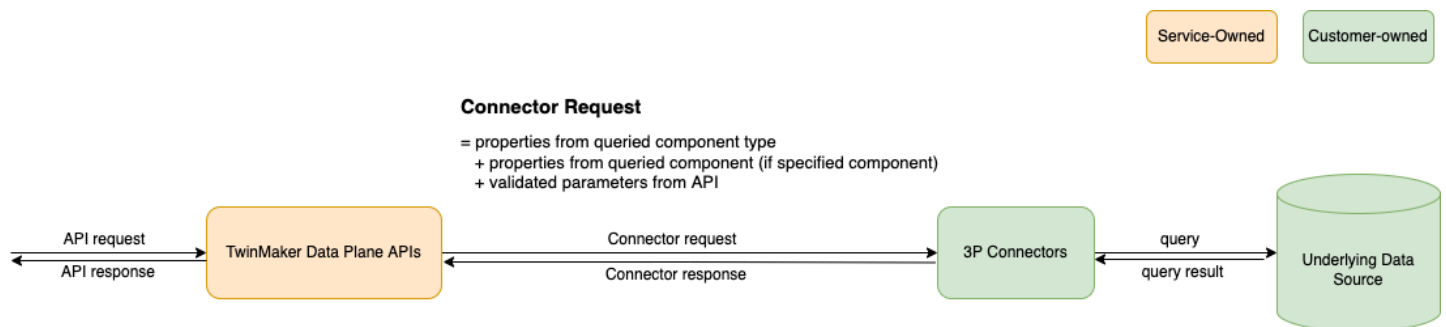 Service-Owned
Customer-owned
Connector Request
= properties from queried component type
+ properties from queried component (if specified component)
+ validated parameters from API
API request
API response
TwinMaker Data Plane APIs
Connector request
Connector response
3P Connectors
query
query result
Underlying Data
Source